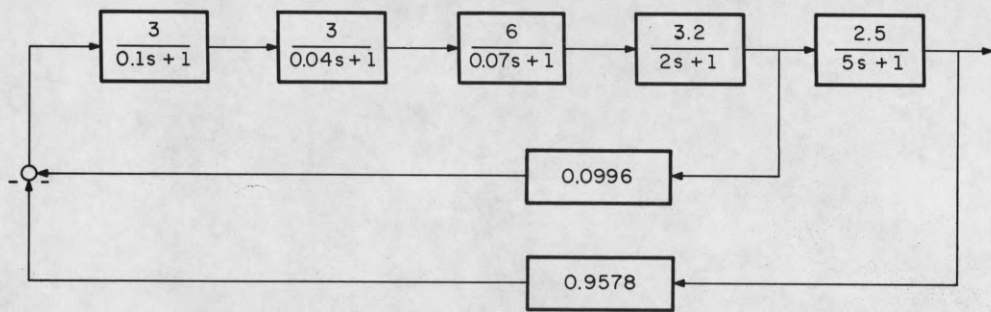 3
0.1s + 1
3
0.04s + 1
6
0.07s + 1
3.2
2s + 1
2.5
5s + 1
0.0996
- -
0.9578